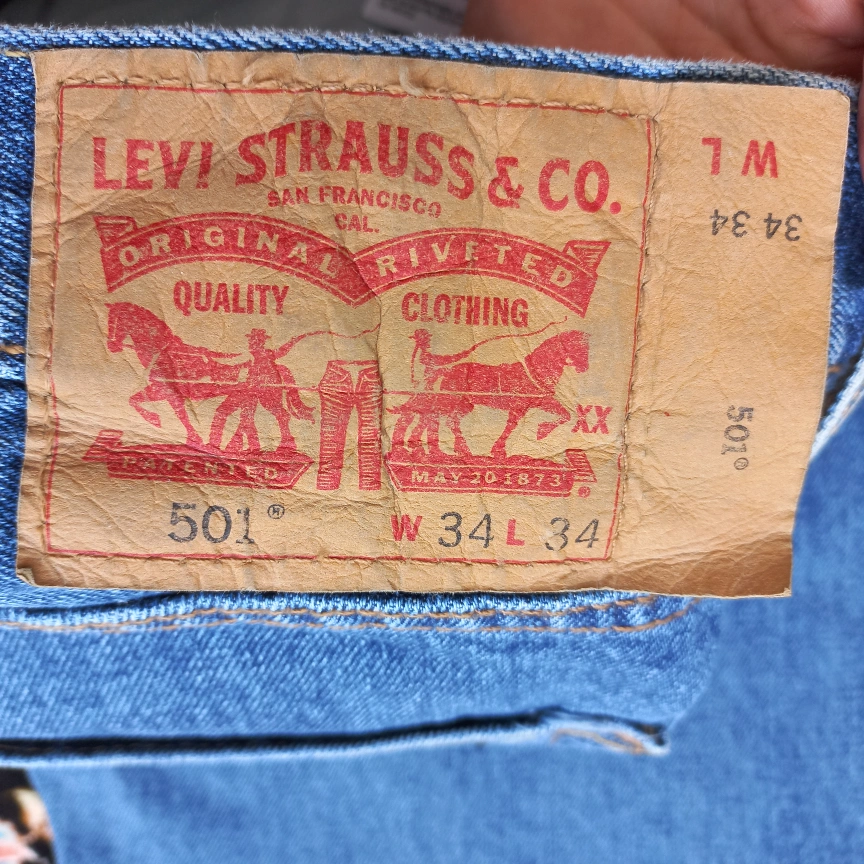 LEVI STRAUSS & CO.
SAN FRANCISCO
CAL.
ORIGINAL RIVETED
QUALITY CLOTHING
XX
PATENTED MAY 20 1873 ®
501® W 34 L 34
W L
34 34
501®